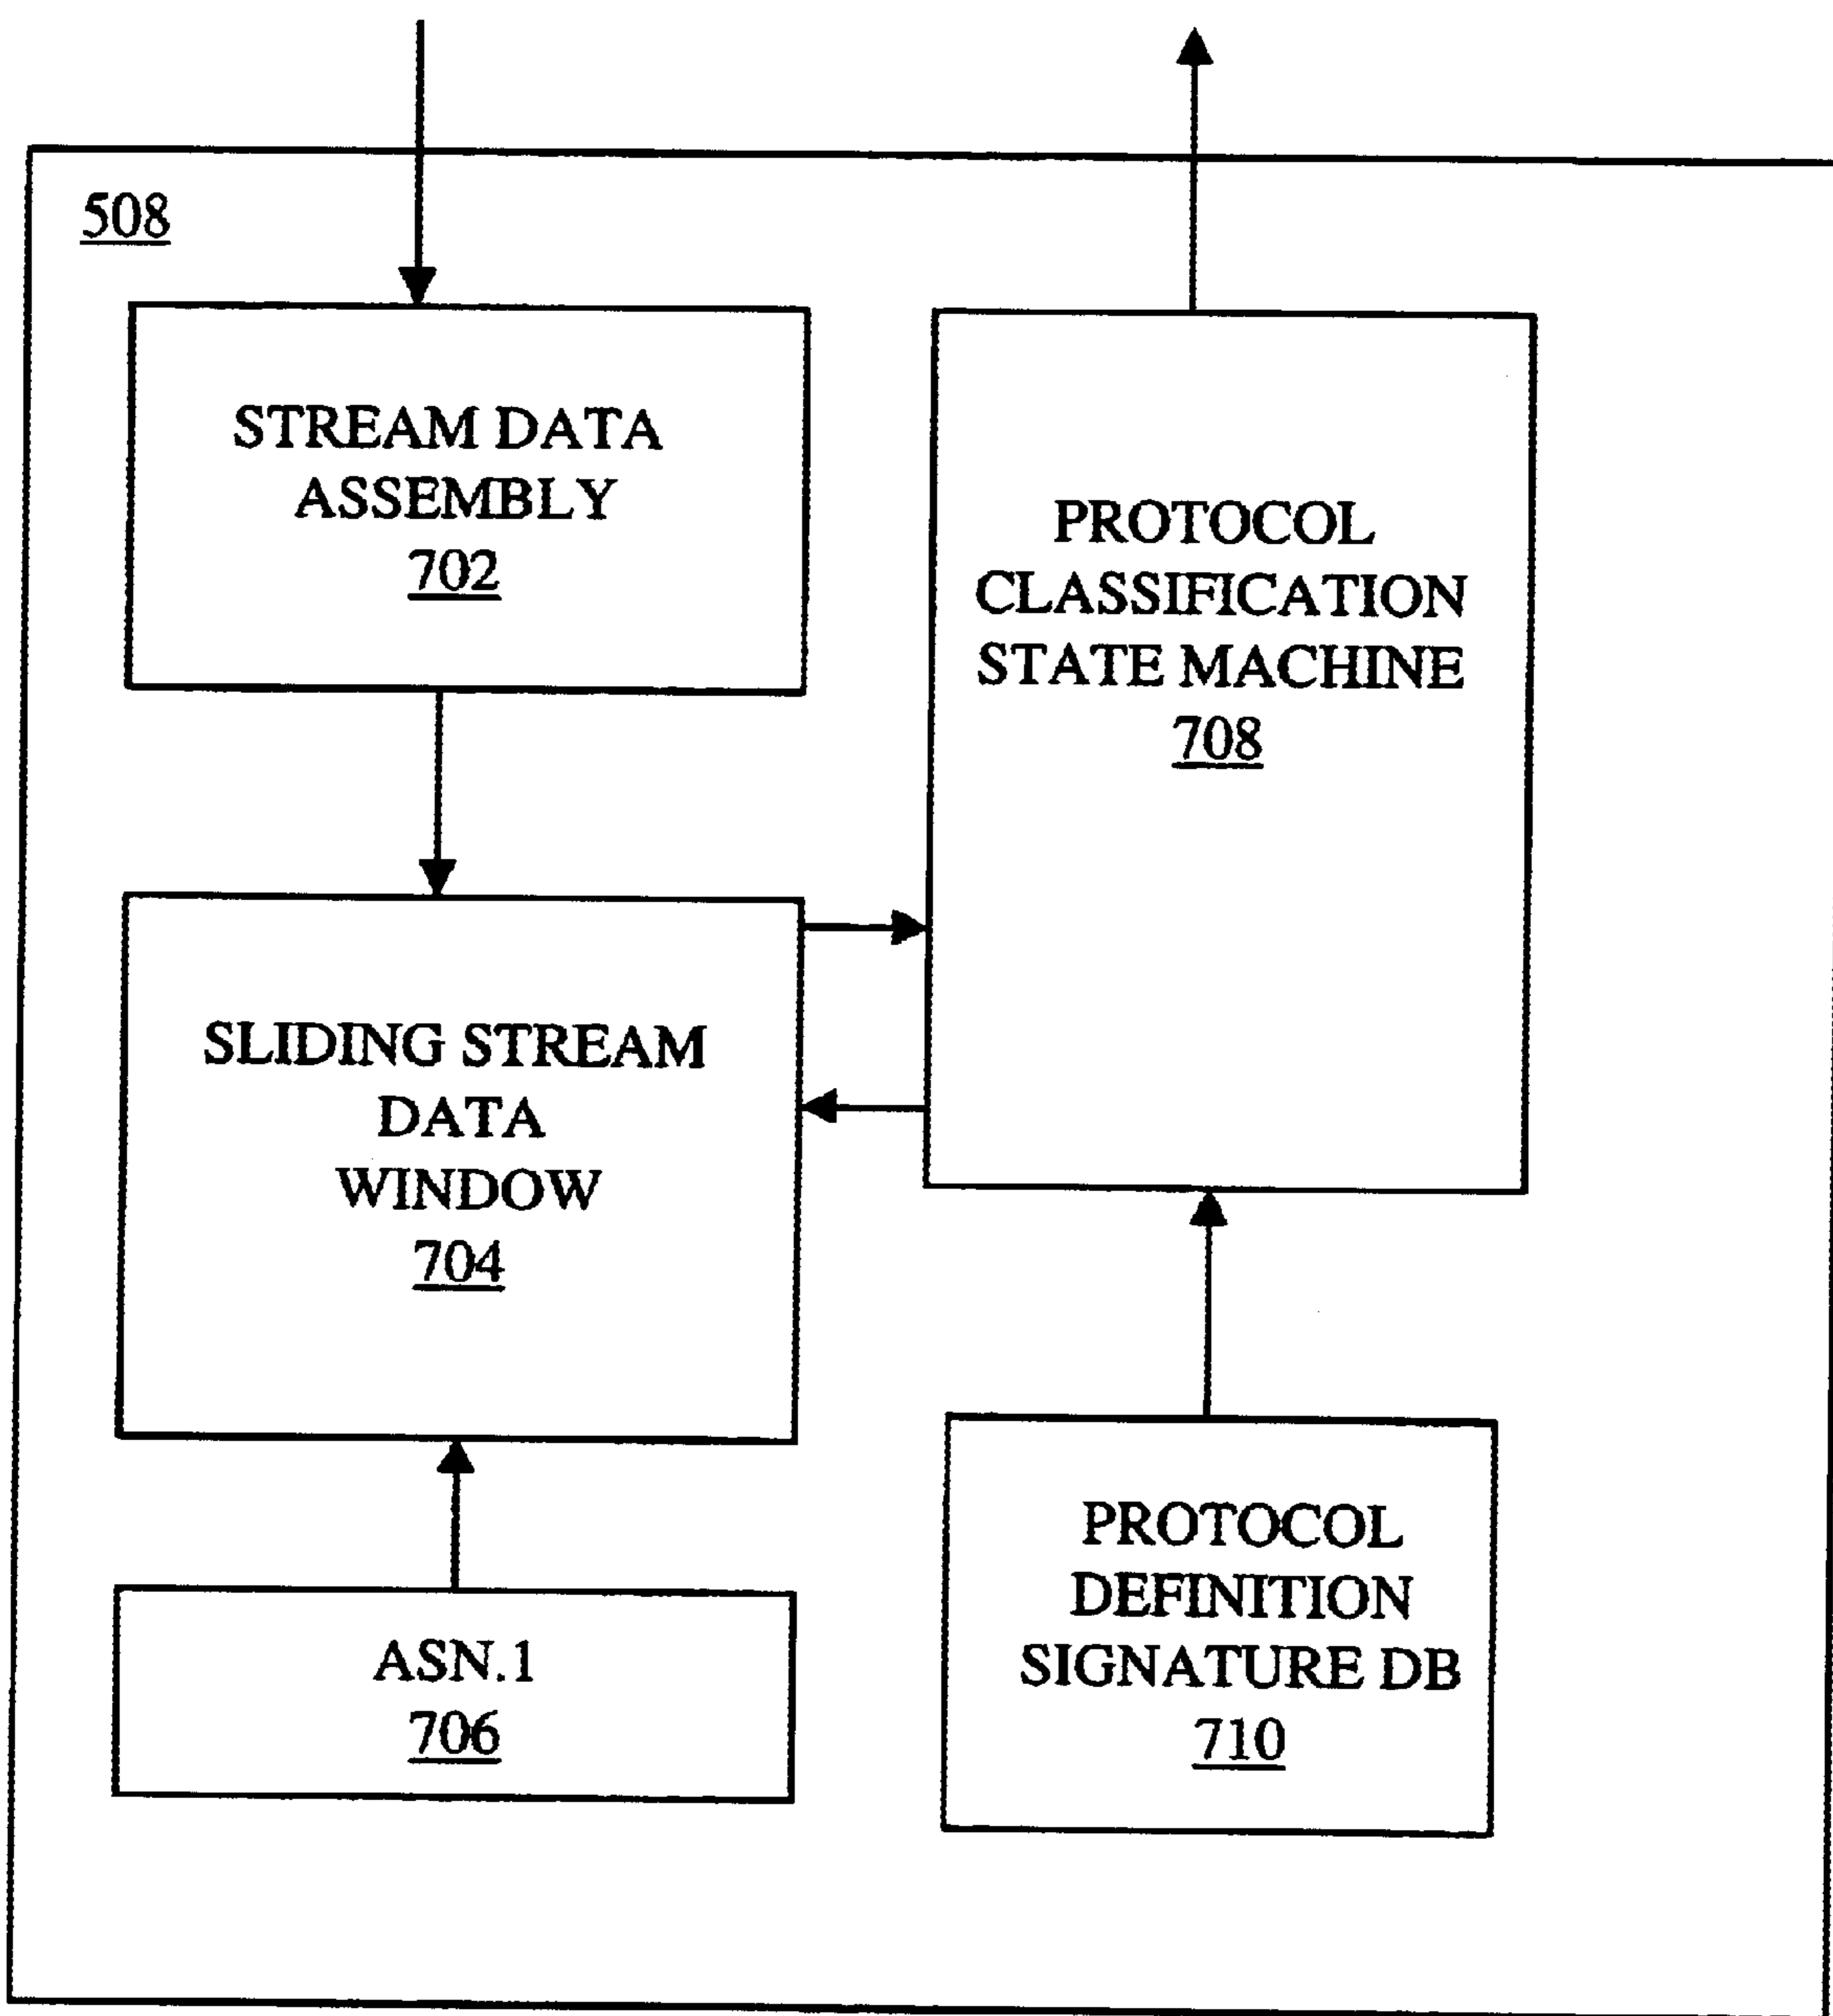 508
STREAM DATA
ASSEMBLY
702
PROTOCOL
CLASSIFICATION
STATE MACHINE
708
SLIDING STREAM
DATA
WINDOW
704
ASN.1
706
PROTOCOL
DEFINITION
SIGNATURE DB
710